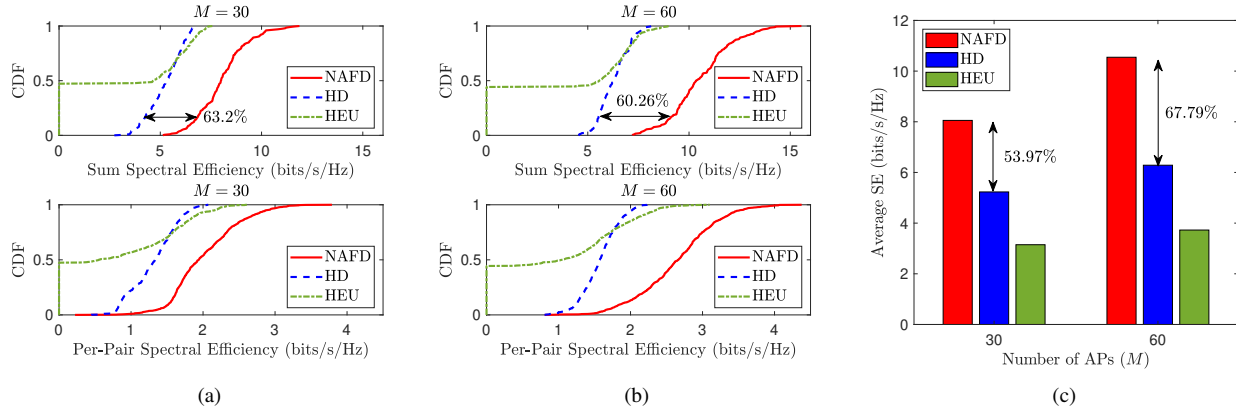 M = 30
1
0.5
0
CDF
NAFD
HD
HEU
63.2%
0 5 10 15
Sum Spectral Efficiency (bits/s/Hz)
M = 30
1
0.5
0
CDF
NAFD
HD
HEU
0 1 2 3 4
Per-Pair Spectral Efficiency (bits/s/Hz)
(a)
M = 60
1
0.5
0
CDF
NAFD
HD
HEU
60.26%
0 5 10 15
Sum Spectral Efficiency (bits/s/Hz)
M = 60
1
0.5
0
CDF
NAFD
HD
HEU
0 1 2 3 4
Per-Pair Spectral Efficiency (bits/s/Hz)
(b)
12
10
8
6
4
2
0
Average SE (bits/s/Hz)
NAFD
HD
HEU
53.97%
67.79%
30 60
Number of APs (M)
(c)